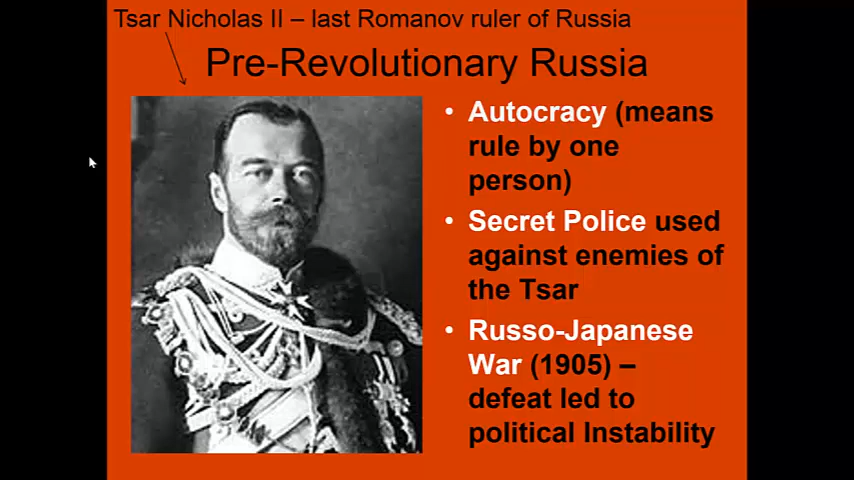 Tsar Nicholas II – last Romanov ruler of Russia
Pre-Revolutionary Russia
• Autocracy (means
rule by one
person)
• Secret Police used
against enemies of
the Tsar
• Russo-Japanese
War (1905) –
defeat led to
political Instability